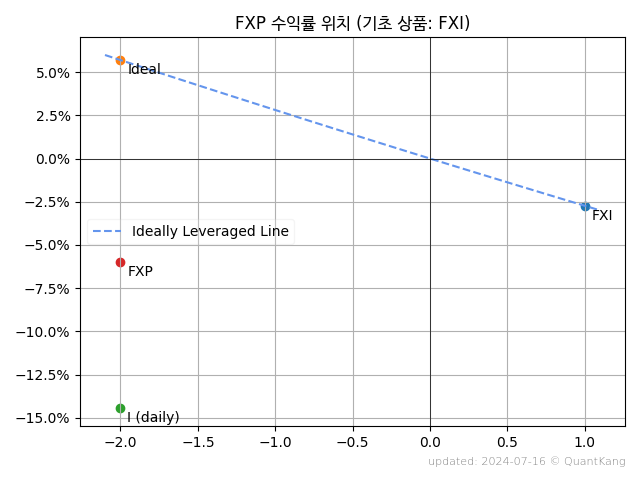 FXP 수익률 위치 (기초 상품: FXI)
5.0%
2.5%
0.0%
−2.5%
−5.0%
−7.5%
−10.0%
−12.5%
−15.0%
Ideal
FXI
Ideally Leveraged Line
FXP
I (daily)
−2.0 −1.5 −1.0 −0.5 0.0 0.5 1.0
updated: 2024-07-16 © QuantKang